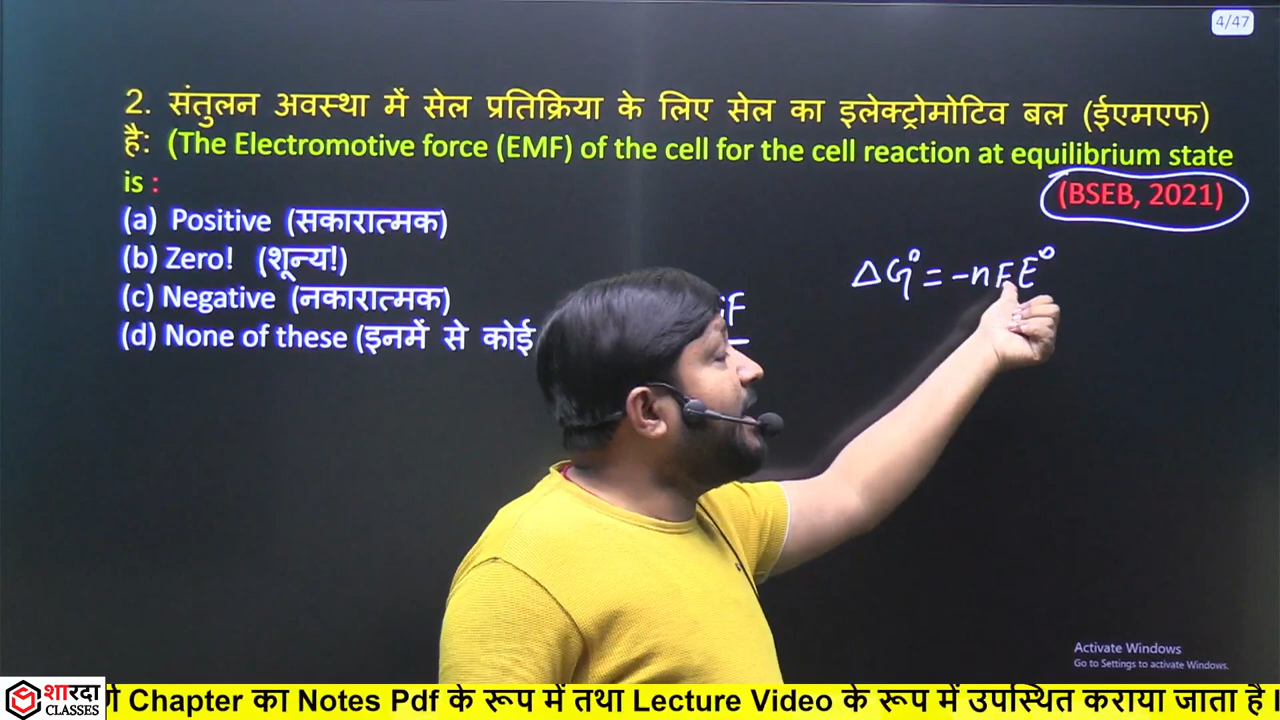 4/47
2. संतुलन अवस्था में सेल प्रतिक्रिया के लिए सेल का इलेक्ट्रोमोटिव बल (ईएमएफ)
है: (The Electromotive force (EMF) of the cell for the cell reaction at equilibrium state
is :
(BSEB, 2021)
(a) Positive (सकारात्मक)
(b) Zero! (शून्य!)
(c) Negative (नकारात्मक)
(d) None of these (इनमें से कोई
F
ΔG° = -nFE°
Activate Windows
Go to Settings to activate Windows.
शारदा
CLASSES
Chapter का Notes Pdf के रूप में तथा Lecture Video के रूप में उपस्थित कराया जाता है